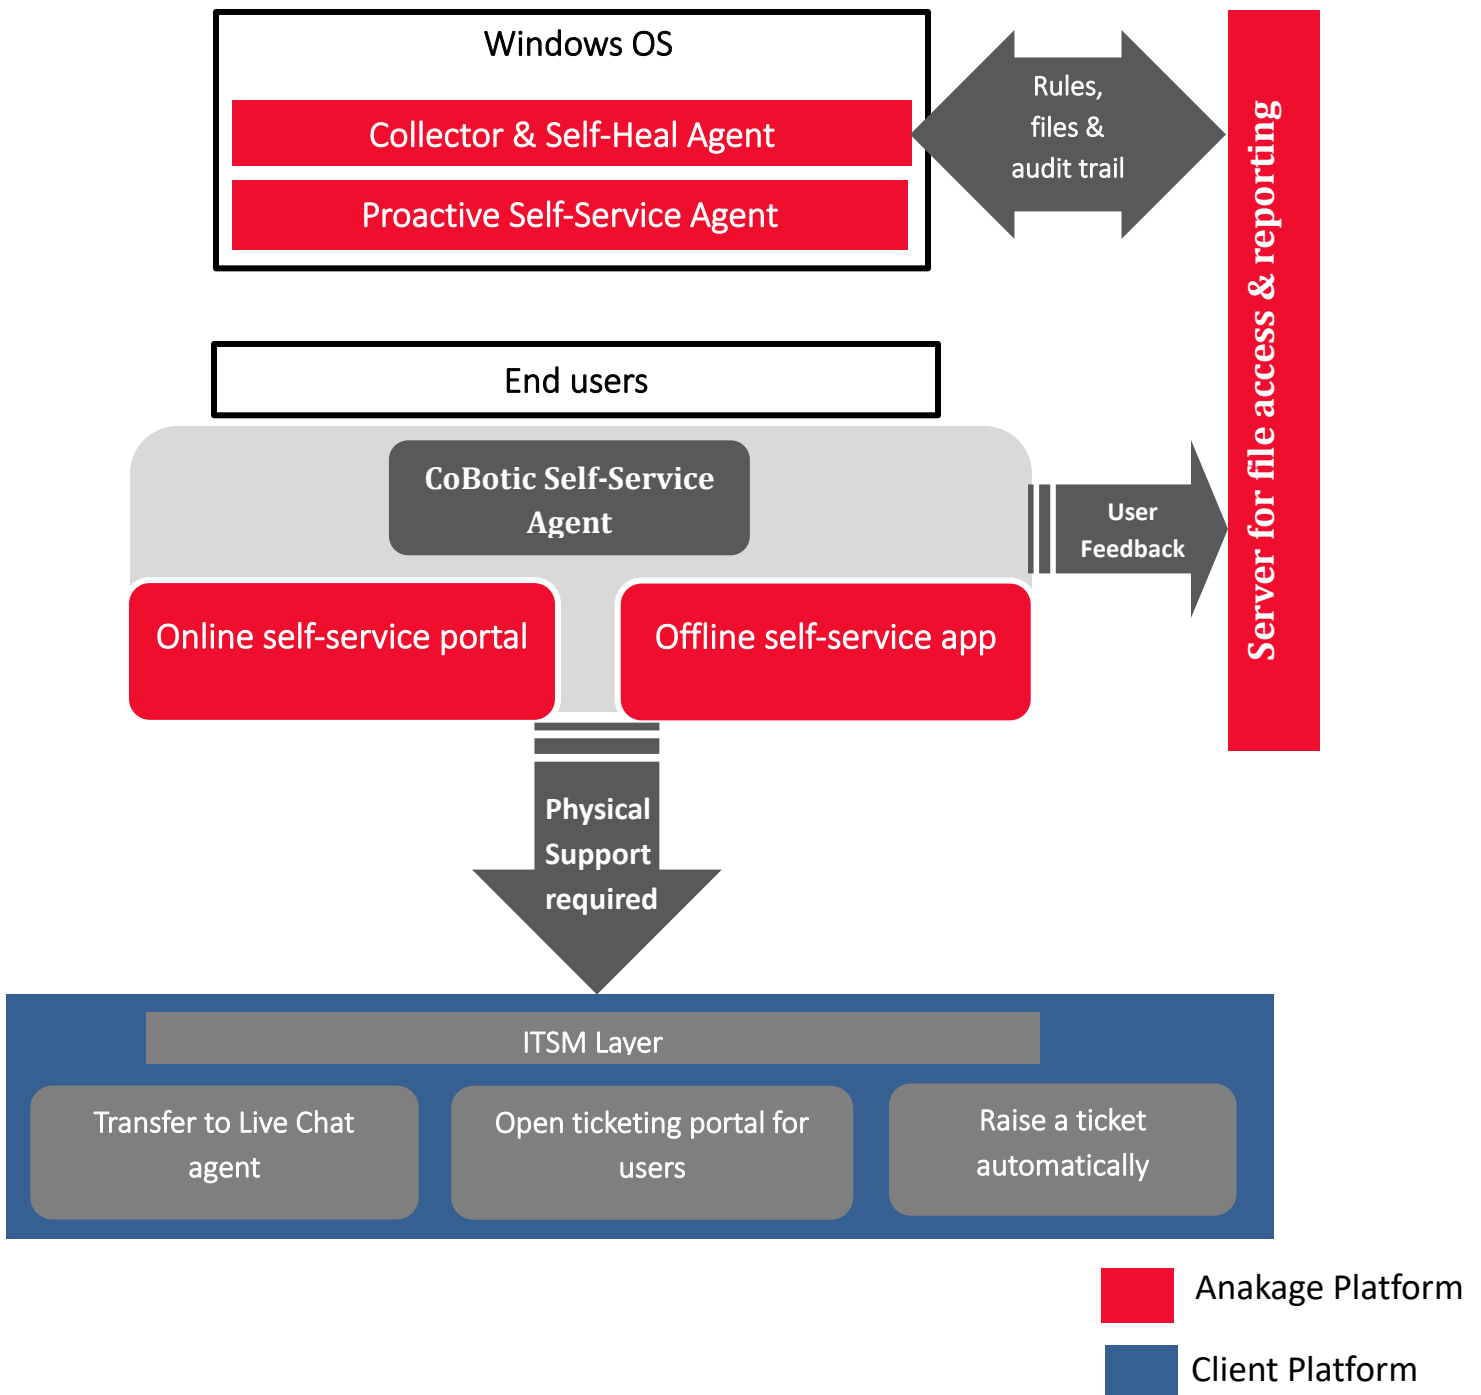 Windows OS
Collector & Self-Heal Agent
Proactive Self-Service Agent
Rules,
files &
audit trail
Server for file access & reporting
End users
CoBotic Self-Service
Agent
User
Feedback
Online self-service portal
Offline self-service app
Physical
Support
required
ITSM Layer
Transfer to Live Chat
agent
Open ticketing portal for
users
Raise a ticket
automatically
Anakage Platform
Client Platform